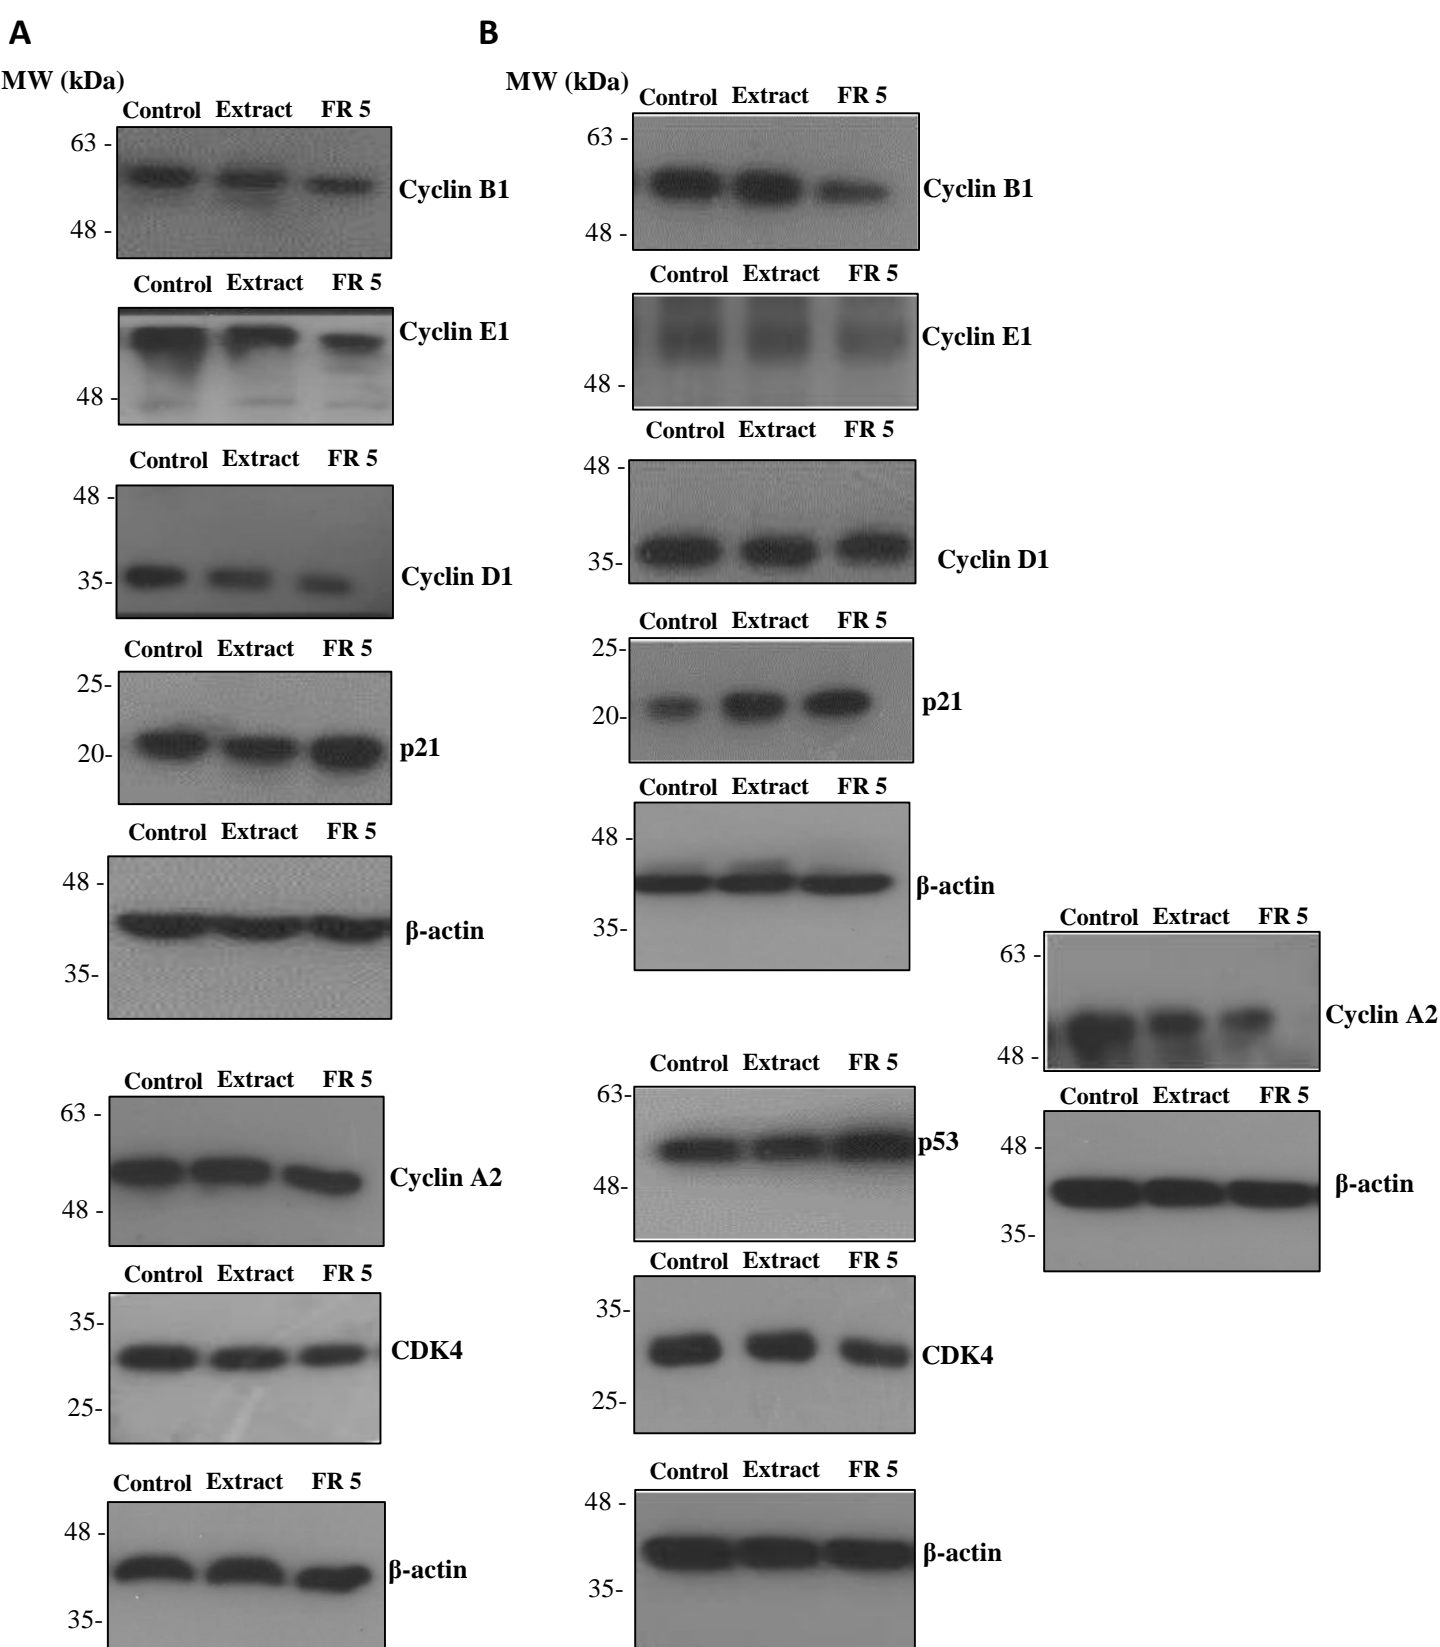 A
MW (kDa)
Control Extract FR 5
63 -
Cyclin B1
48 -
Control Extract FR 5
Cyclin E1
48 -
Control Extract FR 5
48 -
35-
Cyclin D1
Control Extract FR 5
25-
20-
p21
Control Extract FR 5
48 -
β-actin
35-
Control Extract FR 5
63 -
Cyclin A2
48 -
Control Extract FR 5
35-
CDK4
25-
Control Extract FR 5
48 -
β-actin
35-
B
MW (kDa)
Control Extract FR 5
63 -
Cyclin B1
48 -
Control Extract FR 5
Cyclin E1
48 -
Control Extract FR 5
48 -
35-
Cyclin D1
Control Extract FR 5
25-
p21
20-
Control Extract FR 5
48 -
β-actin
35-
Control Extract FR 5
63-
p53
48-
Control Extract FR 5
35-
CDK4
25-
Control Extract FR 5
48 -
β-actin
35-
Control Extract FR 5
63 -
Cyclin A2
48 -
Control Extract FR 5
48 -
β-actin
35-